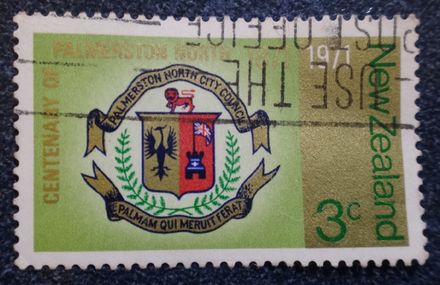 CENTENARY OF
PALMERSTON NORTH
1971
New Zealand
3c
PALMERSTON NORTH CITY COUNCIL
PALMAM QUI MERUIT FERAT
USE THE
POST OFFICE